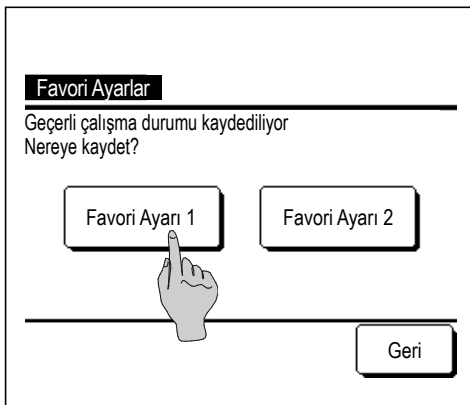 Favori Ayarlar
Geçerli çalışma durumu kaydediliyor
Nereye kaydet?
Favori Ayarı 1
Favori Ayarı 2
Geri